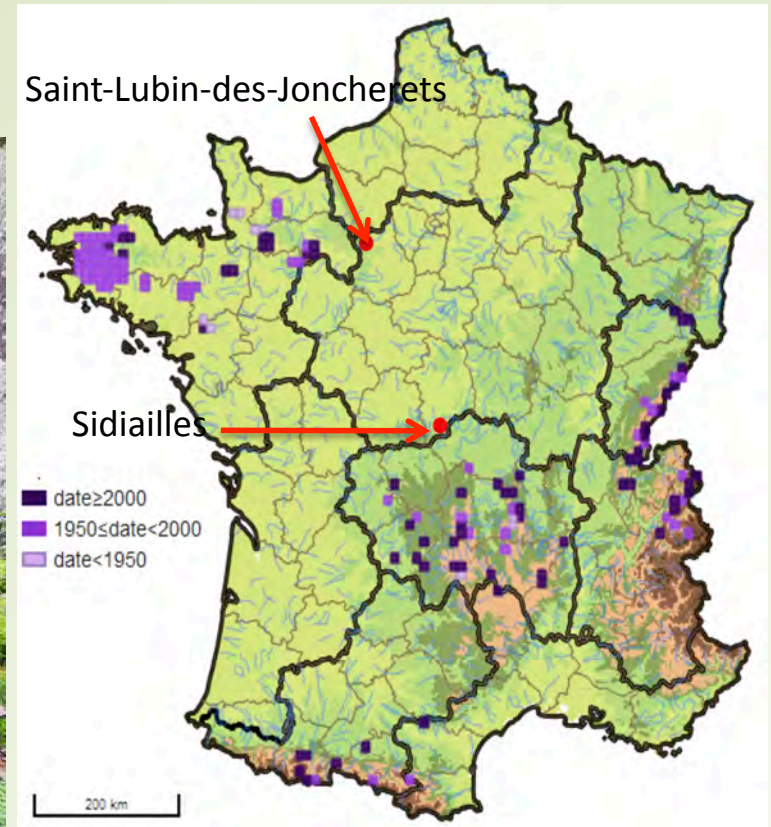 Saint-Lubin-des-Joncherets
Sidiailles
date≥2000
1950≤date<2000
date<1950
200 km